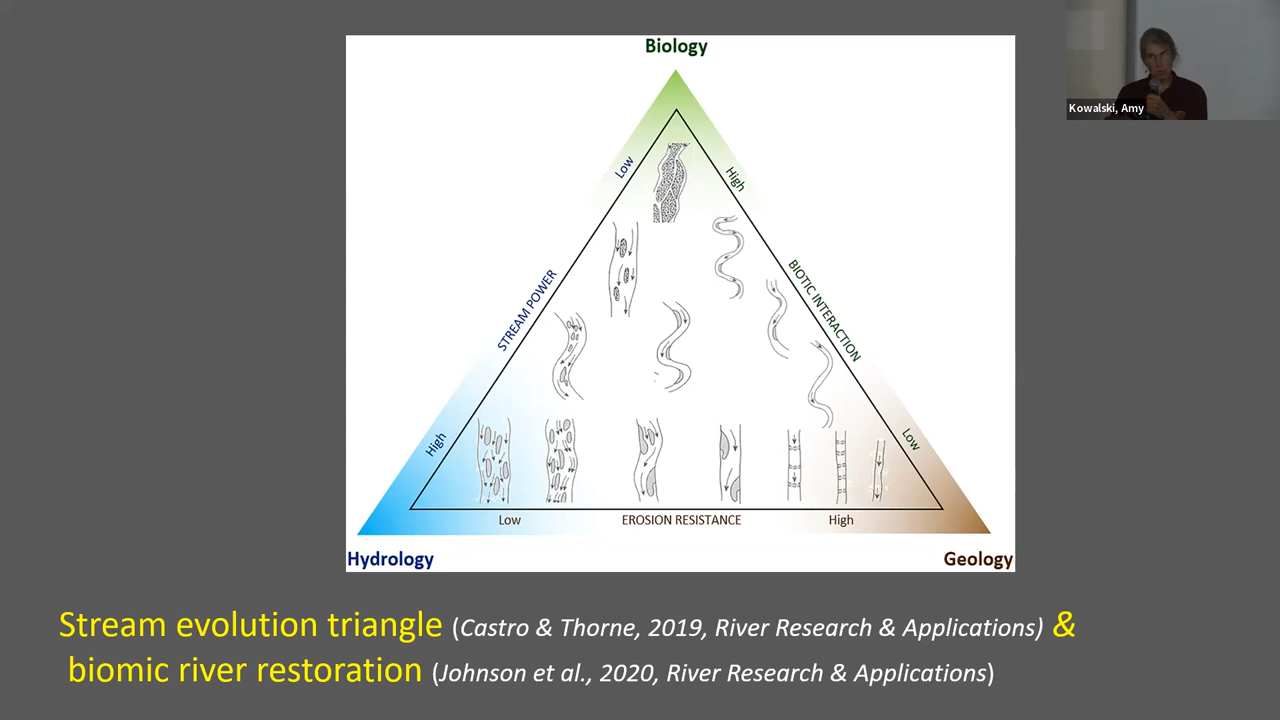 Biology
Kowalski, Amy
Low
High
STREAM POWER
BIOTIC INTERACTION
High
Low
Low
EROSION RESISTANCE
High
Hydrology
Geology
Stream evolution triangle (Castro & Thorne, 2019, River Research & Applications) &
biomic river restoration (Johnson et al., 2020, River Research & Applications)